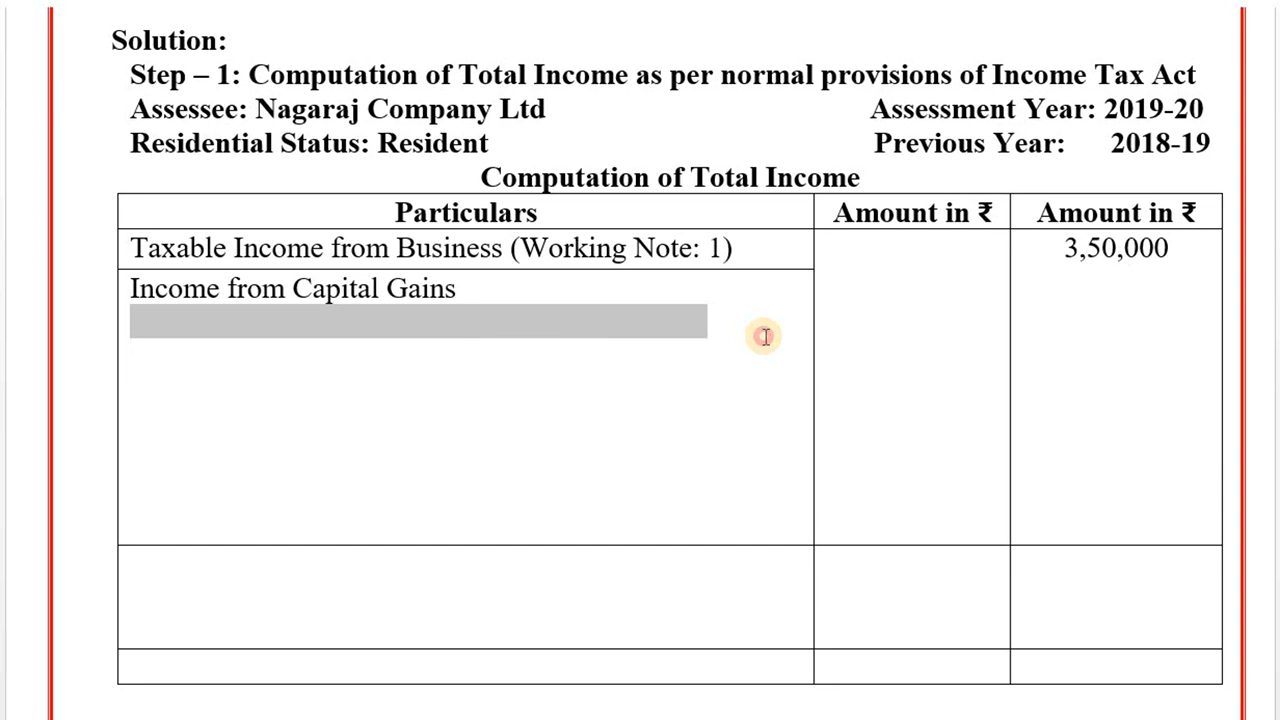 Solution:
Step – 1: Computation of Total Income as per normal provisions of Income Tax Act
Assessee: Nagaraj Company Ltd Assessment Year: 2019-20
Residential Status: Resident Previous Year: 2018-19
Computation of Total Income
Particulars Amount in ₹ Amount in ₹
Taxable Income from Business (Working Note: 1) 3,50,000
Income from Capital Gains